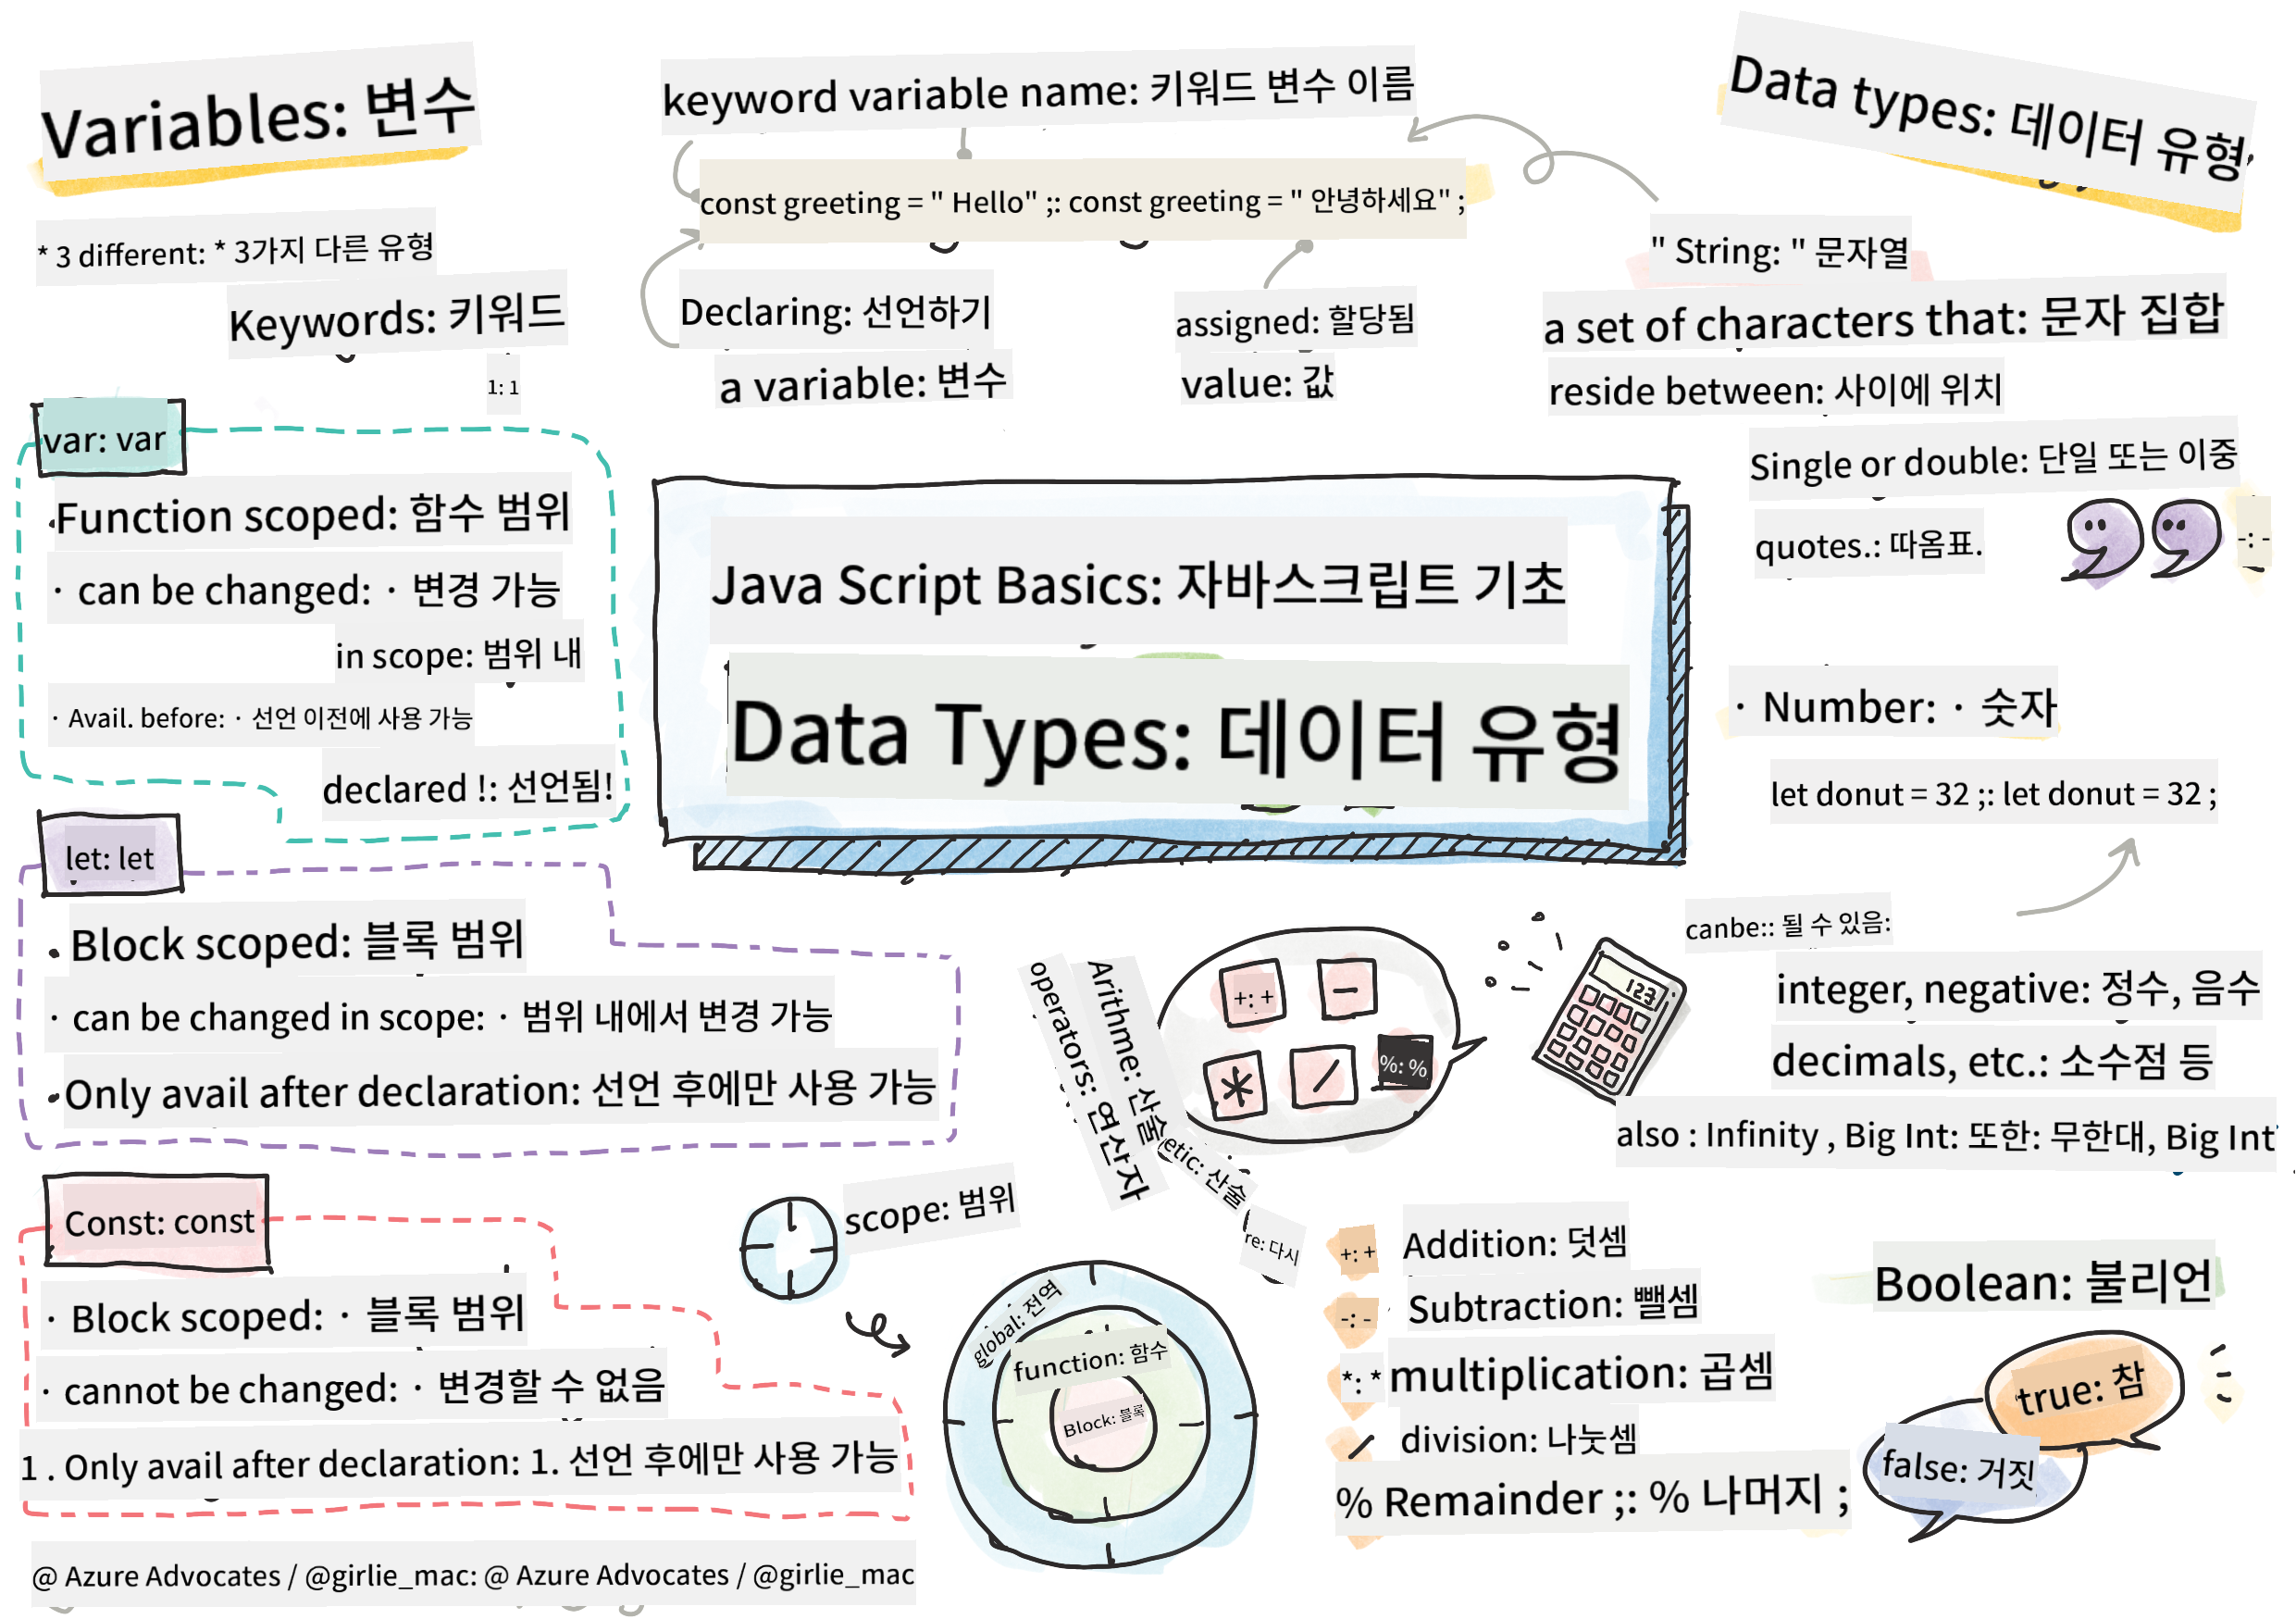 Variables: 변수
* 3 different: * 3가지 다른 유형
Keywords: 키워드
1: 1
var: var
Function scoped: 함수 범위
· can be changed: · 변경 가능
in scope: 범위 내
· Avail. before: · 선언 이전에 사용 가능
declared !: 선언됨!
let: let
Block scoped: 블록 범위
· can be changed in scope: · 범위 내에서 변경 가능
Only avail after declaration: 선언 후에만 사용 가능
Const: const
· Block scoped: · 블록 범위
· cannot be changed: · 변경할 수 없음
1 . Only avail after declaration: 1. 선언 후에만 사용 가능
@ Azure Advocates / @girlie_mac: @ Azure Advocates / @girlie_mac
keyword variable name: 키워드 변수 이름
const greeting = " Hello" ;: const greeting = " 안녕하세요" ;
Declaring: 선언하기
a variable: 변수
assigned: 할당됨
value: 값
Java Script Basics: 자바스크립트 기초
Data Types: 데이터 유형
scope: 범위
global: 전역
function: 함수
Block: 블록
Arithme: 산술
operators: 연산자
etic: 산술
re: 다시
+: +
−
*
/
%: %
123
+: + Addition: 덧셈
-: - Subtraction: 뺄셈
*: * multiplication: 곱셈
/ division: 나눗셈
% Remainder ;: % 나머지 ;
Data types: 데이터 유형
" String: " 문자열
a set of characters that: 문자 집합
reside between: 사이에 위치
Single or double: 단일 또는 이중
quotes.: 따옴표.
-: -
· Number: · 숫자
let donut = 32 ;: let donut = 32 ;
canbe:: 될 수 있음:
integer, negative: 정수, 음수
decimals, etc.: 소수점 등
also : Infinity , Big Int: 또한: 무한대, Big Int
Boolean: 불리언
true: 참
false: 거짓